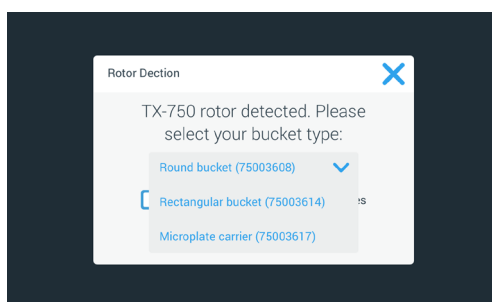 Rotor Dection
TX-750 rotor detected. Please
select your bucket type:
Round bucket (75003608)
Rectangular bucket (75003614)
Microplate carrier (75003617)